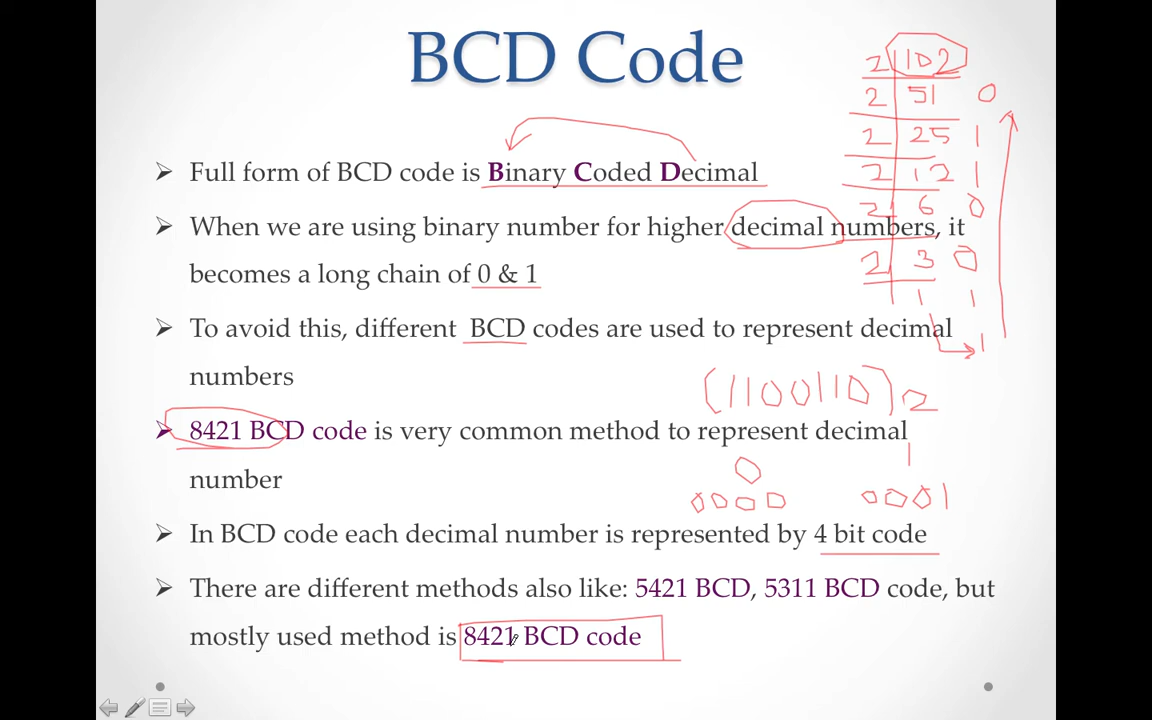 BCD Code
➢ Full form of BCD code is Binary Coded Decimal
➢ When we are using binary number for higher decimal numbers, it
becomes a long chain of 0 & 1
➢ To avoid this, different BCD codes are used to represent decimal
numbers
➢ 8421 BCD code is very common method to represent decimal
number
➢ In BCD code each decimal number is represented by 4 bit code
➢ There are different methods also like: 5421 BCD, 5311 BCD code, but
mostly used method is 8421 BCD code
2 102
2 51 0
2 25 1
2 12 1
2 6 0
2 3 0
1 1
1
(1100110)2
0 1
0000 0001